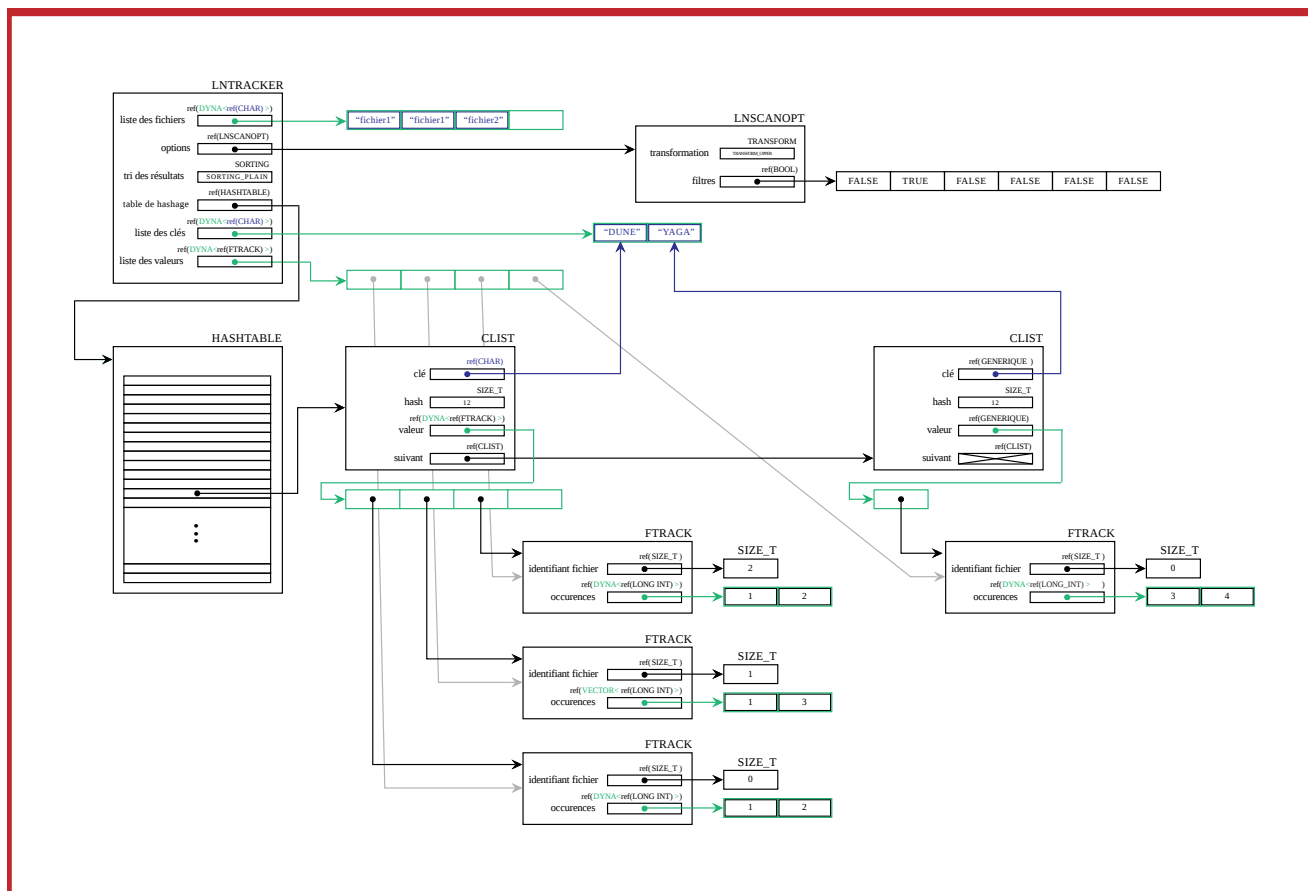 LNTRACKER
ref(DYNA<ref(CHAR) >)
liste des fichiers
"fichier1" "fichier1" "fichier2"
ref(LNSCANOPT)
options
SORTING
tri des résultats SORTING_PLAIN
ref(HASHTABLE)
table de hashage
ref(DYNA<ref(CHAR) >)
liste des clés
ref(DYNA<ref(FTRACK) >)
liste des valeurs
LNSCANOPT
TRANSFORM
transformation TRANSFORM_UPPER
ref(BOOL)
filtres
FALSE TRUE FALSE FALSE FALSE FALSE
"DUNE" "YAGA"
HASHTABLE
CLIST
ref(CHAR)
clé
SIZE_T
hash 12
ref(DYNA<ref(FTRACK) >)
valeur
ref(CLIST)
suivant
CLIST
ref(GENERIQUE )
clé
SIZE_T
hash 12
ref(GENERIQUE)
valeur
ref(CLIST)
suivant
FTRACK
ref(SIZE_T )
identifiant fichier
ref(DYNA<ref(LONG INT) >)
occurences
SIZE_T
2
1 2
FTRACK
ref(SIZE_T )
identifiant fichier
ref(DYNA<ref(LONG_INT) > )
occurences
SIZE_T
0
3 4
FTRACK
ref(SIZE_T )
identifiant fichier
ref(VECTOR< ref(LONG INT) >)
occurences
SIZE_T
1
1 3
FTRACK
ref(SIZE_T )
identifiant fichier
ref(DYNA<ref(LONG INT) >)
occurences
SIZE_T
0
1 2